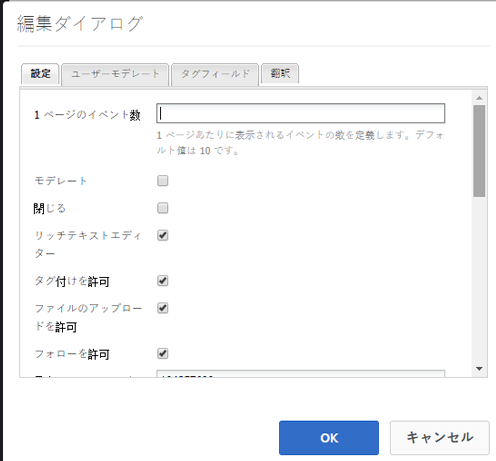 編集ダイアログ
設定 ユーザーモデレート タグフィールド 翻訳
1 ページのイベント数
1 ページあたりに表示されるイベントの数を定義します。デフォ
ルト値は 10 です。
モデレート
閉じる
リッチテキストエディ
ター
タグ付けを許可
ファイルのアップロー
ドを許可
フォローを許可
OK キャンセル